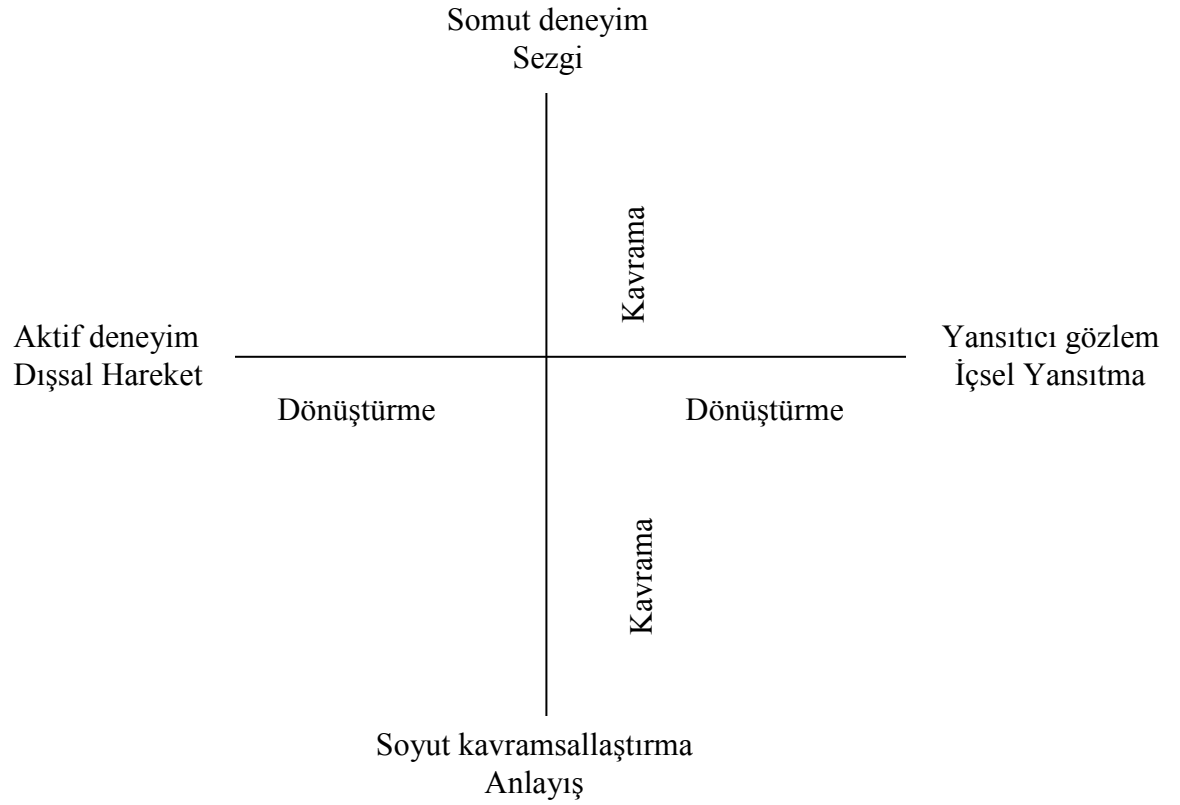 Somut deneyim
Sezgi
Kavrama
Aktif deneyim
Dışsal Hareket
Yansıtıcı gözlem
İçsel Yansıtma
Dönüştürme
Dönüştürme
Kavrama
Soyut kavramsallaştırma
Anlayış